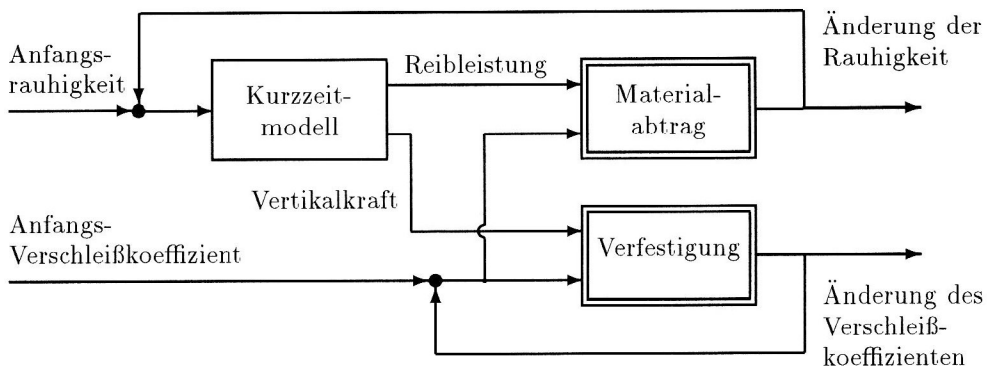 Anfangs-
rauhigkeit
Kurzzeit-
modell
Reibleistung
Material-
abtrag
Änderung der
Rauhigkeit
Vertikalkraft
Anfangs-
Verschleißkoeffizient
Verfestigung
Änderung des
Verschleiß-
koeffizienten